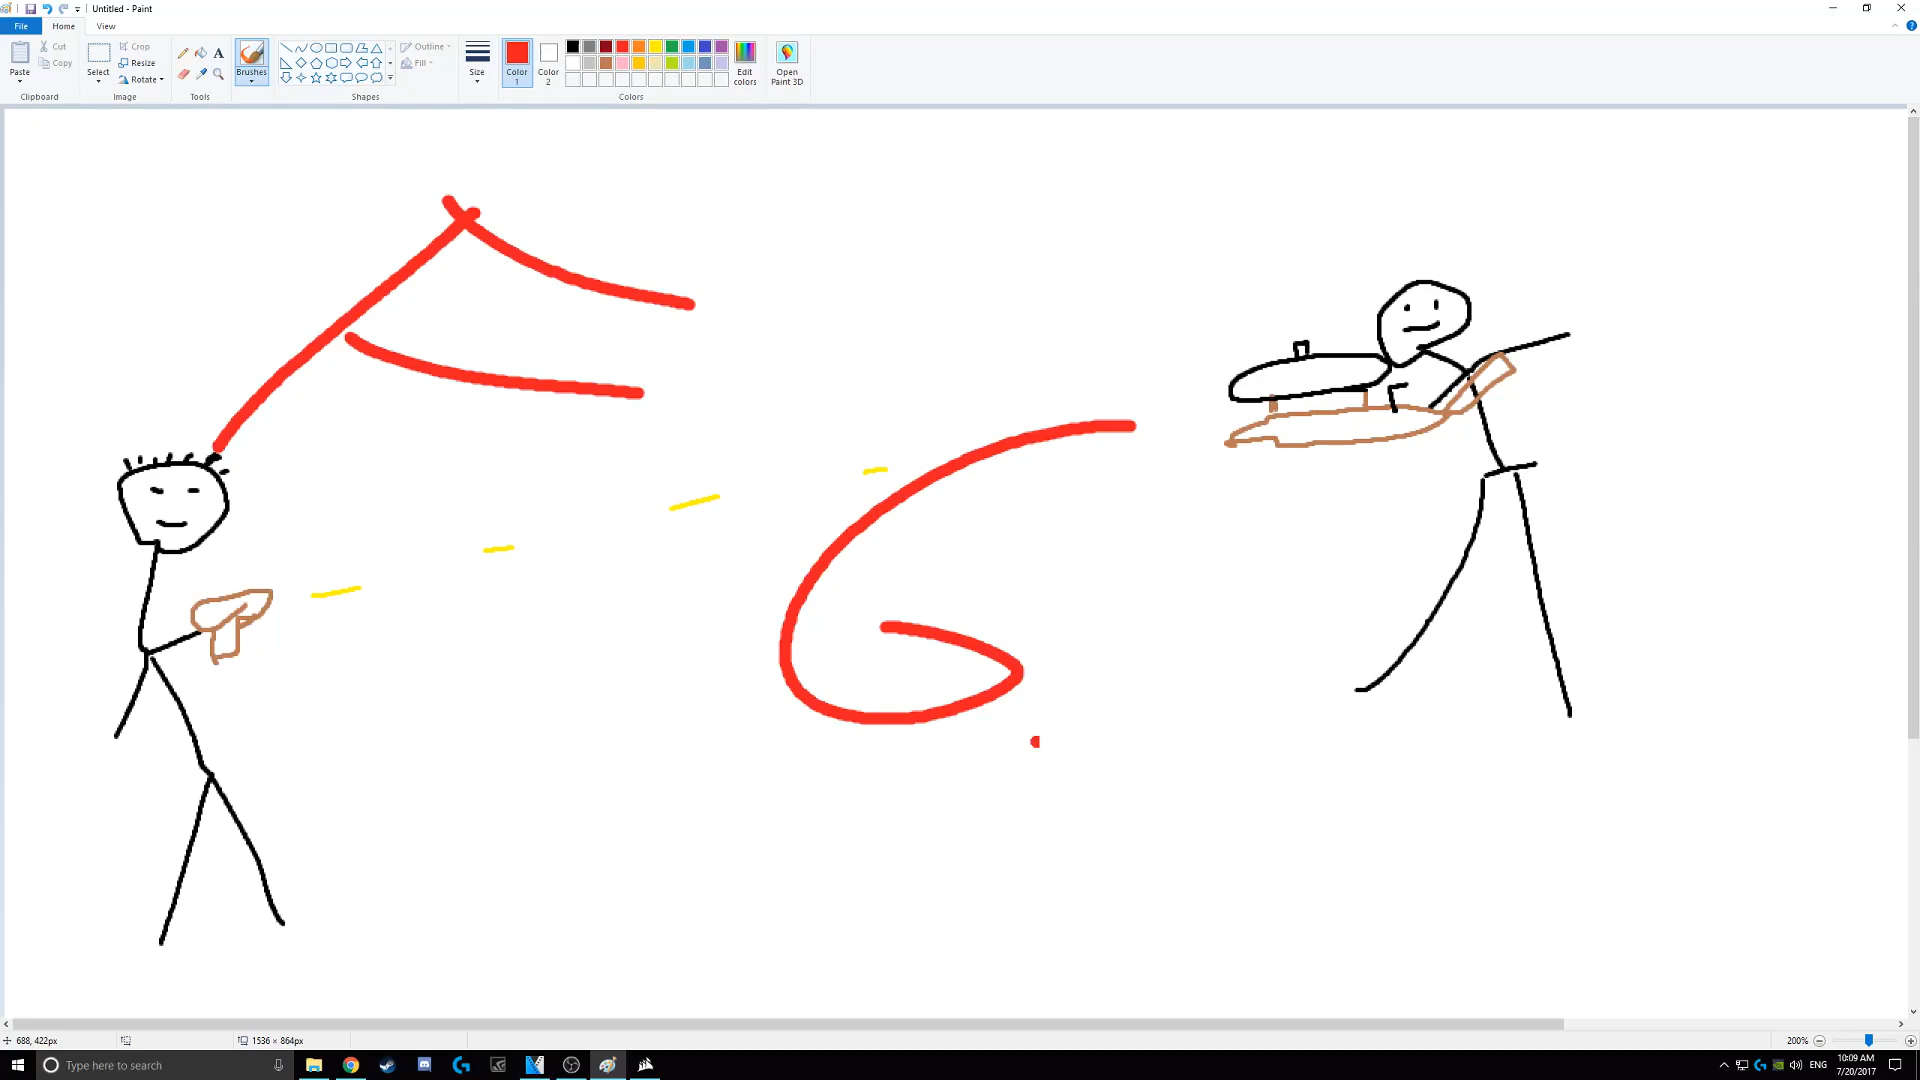 Untitled - Paint
File Home View
Paste Cut Copy Clipboard
Select Crop Resize Rotate Image
A
Tools
Brushes
Outline Fill Shapes
Size
Color 1
Color 2
Edit colors
Colors
Open Paint 3D
FG
688, 422px
1536 × 864px
200%
Type here to search
ENG
10:09 AM
7/20/2017